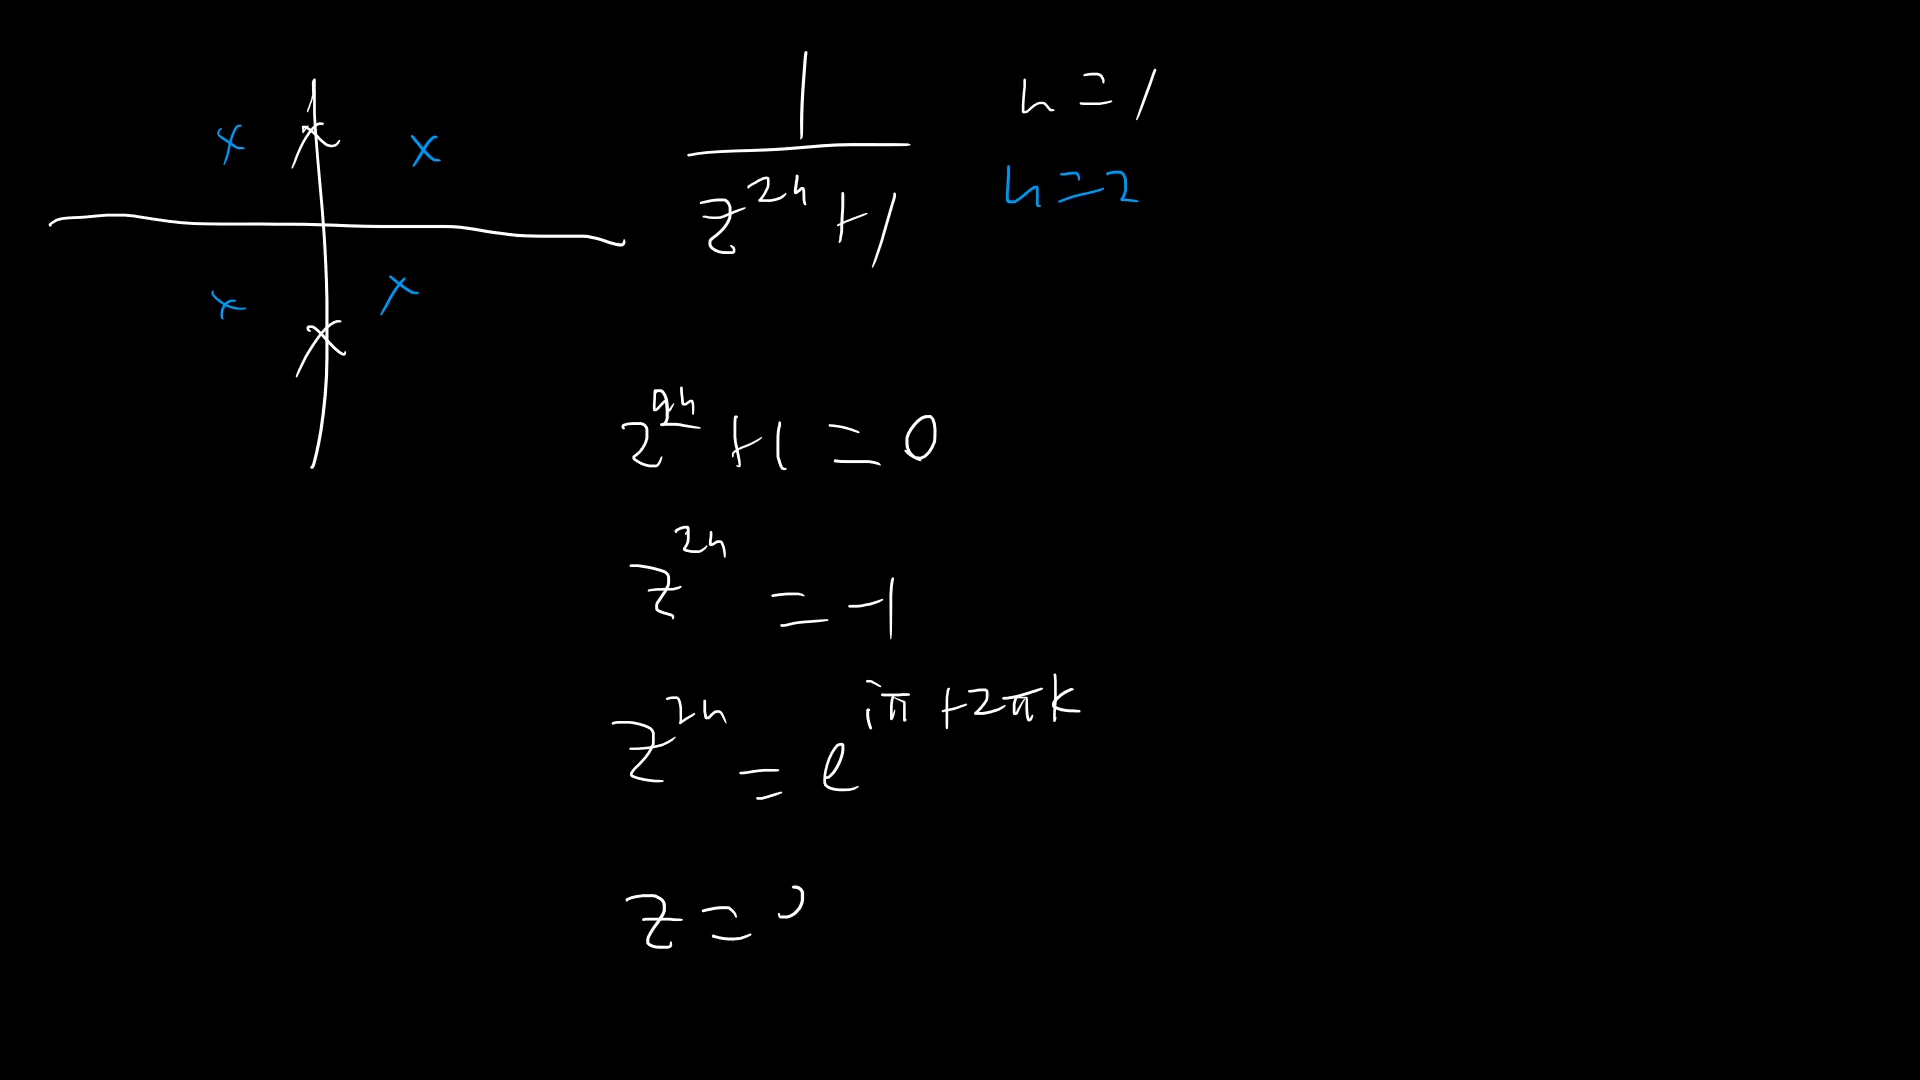 1
z^{2n} + 1
n = 1
n = 2
z^{2n} + 1 = 0
z^{2n} = -1
z^{2n} = e^{iπ + 2πk}
z =